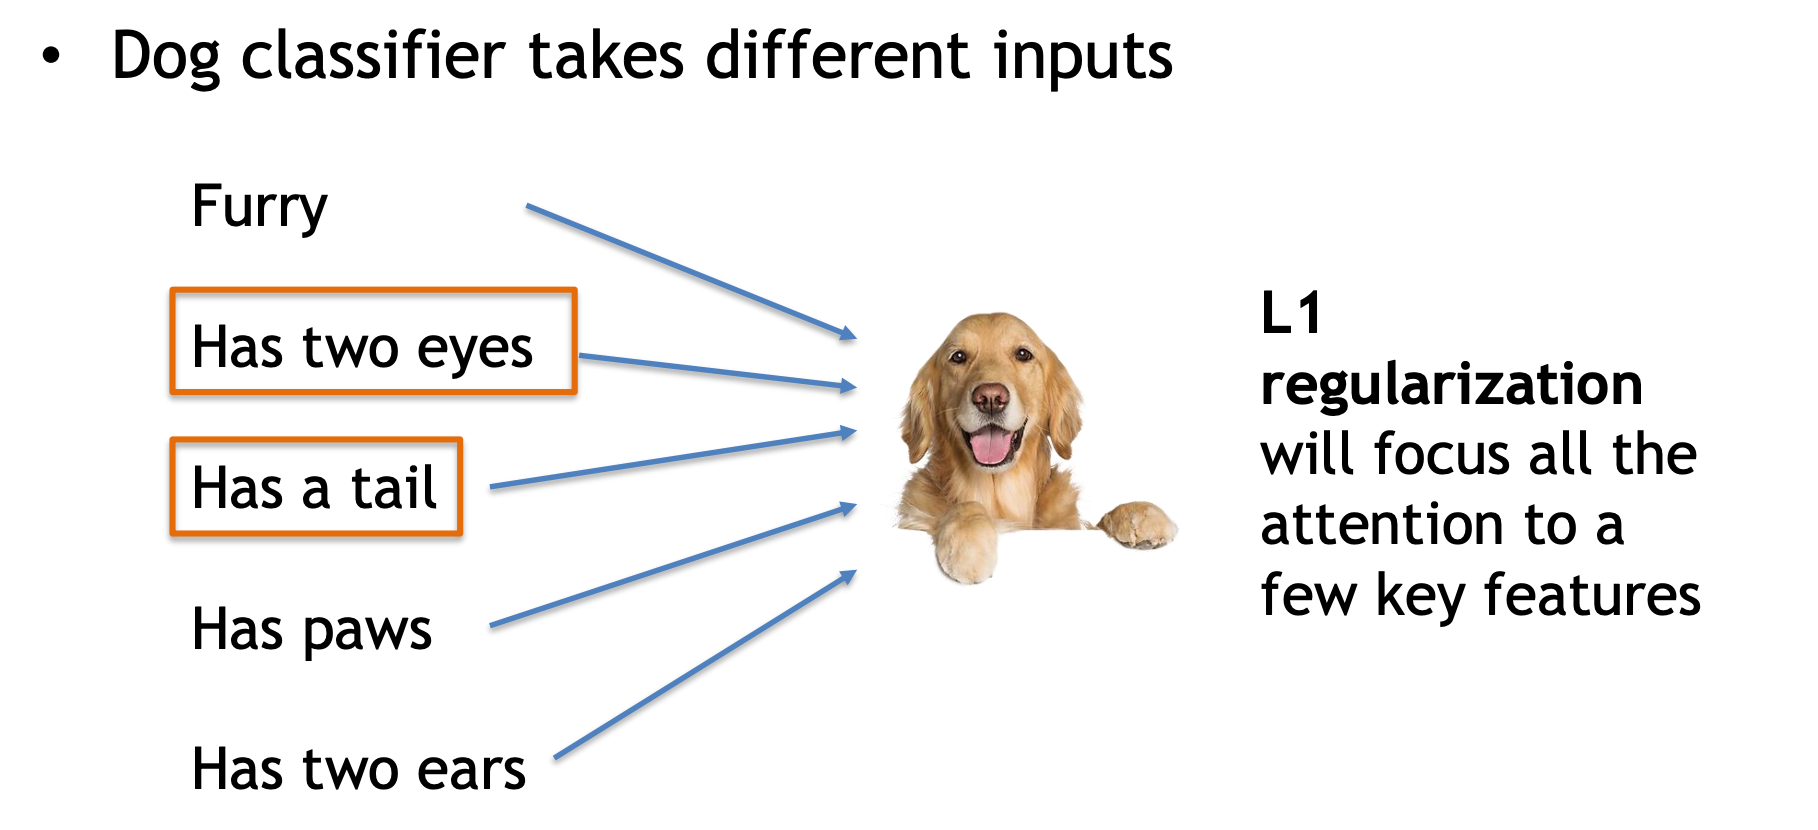 • Dog classifier takes different inputs
Furry
Has two eyes
Has a tail
Has paws
Has two ears
L1
regularization
will focus all the
attention to a
few key features